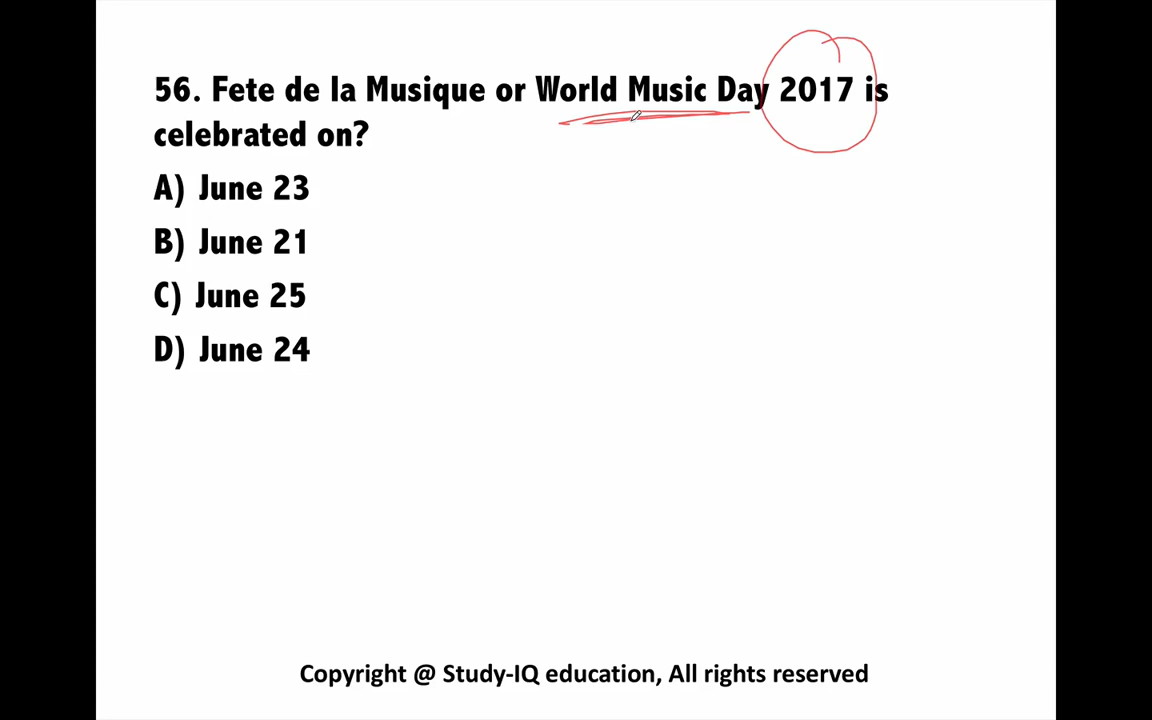 56. Fete de la Musique or World Music Day 2017 is
celebrated on?
A) June 23
B) June 21
C) June 25
D) June 24
Copyright @ Study-IQ education, All rights reserved